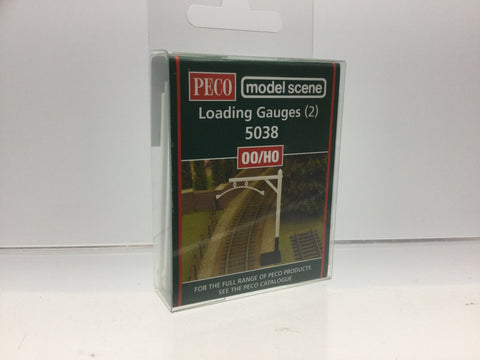 PECO model scene
Loading Gauges (2)
5038
OO/HO
FOR THE FULL RANGE OF PECO PRODUCTS
SEE THE PECO CATALOGUE